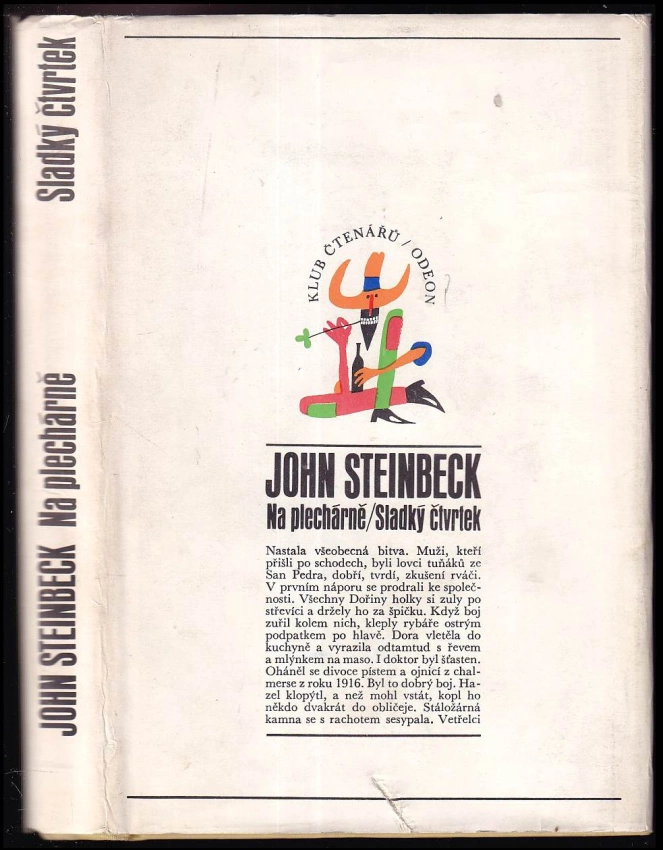 JOHN STEINBECK Na plechárně Sladký čtvrtek
KLUB ČTENÁŘŮ / ODEON
JOHN STEINBECK
Na plechárně/Sladký čtvrtek
Nastala všeobecná bitva. Muži, kteří
přišli po schodech, byli lovci tuňáků ze
San Pedra, dobří, tvrdí, zkušení rváči.
V prvním náporu se prodrali ke společ-
nosti. Všechny Dořiny holky si zuly po
střevíci a držely ho za špičku. Když boj
zuřil kolem nich, kleply rybáře ostrým
podpatkem po hlavě. Dora vletěla do
kuchyně a vyrazila odtamtud s řevem
a mlýnkem na maso. I doktor byl šťasten.
Oháněl se divoce pístem a ojnicí z chal-
merse z roku 1916. Byl to dobrý boj. Ha-
zel klopýtl, a než mohl vstát, kopl ho
někdo dvakrát do obličeje. Stáložárná
kamna se s rachotem sesypala. Vetřelci